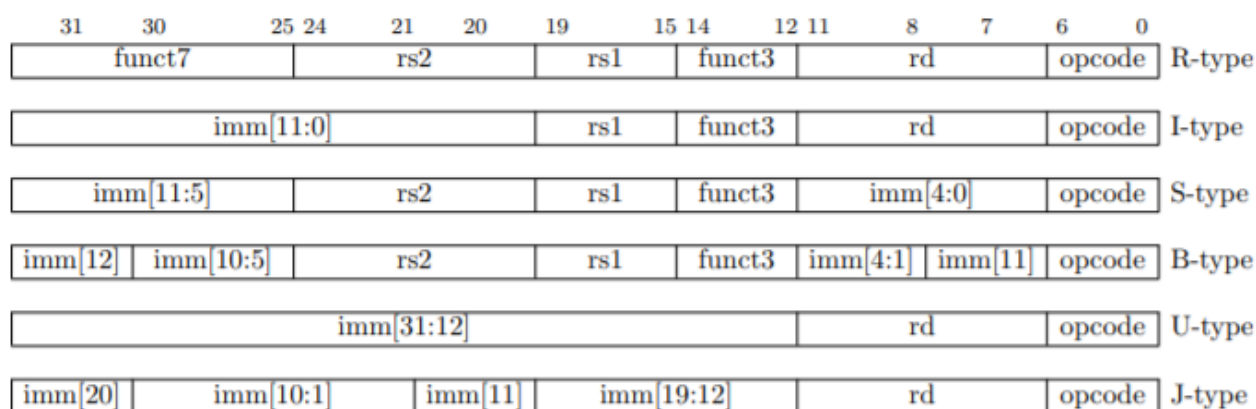 31 30 25 24 21 20 19 15 14 12 11 8 7 6 0
funct7 rs2 rs1 funct3 rd opcode R-type
imm[11:0] rs1 funct3 rd opcode I-type
imm[11:5] rs2 rs1 funct3 imm[4:0] opcode S-type
imm[12] imm[10:5] rs2 rs1 funct3 imm[4:1] imm[11] opcode B-type
imm[31:12] rd opcode U-type
imm[20] imm[10:1] imm[11] imm[19:12] rd opcode J-type